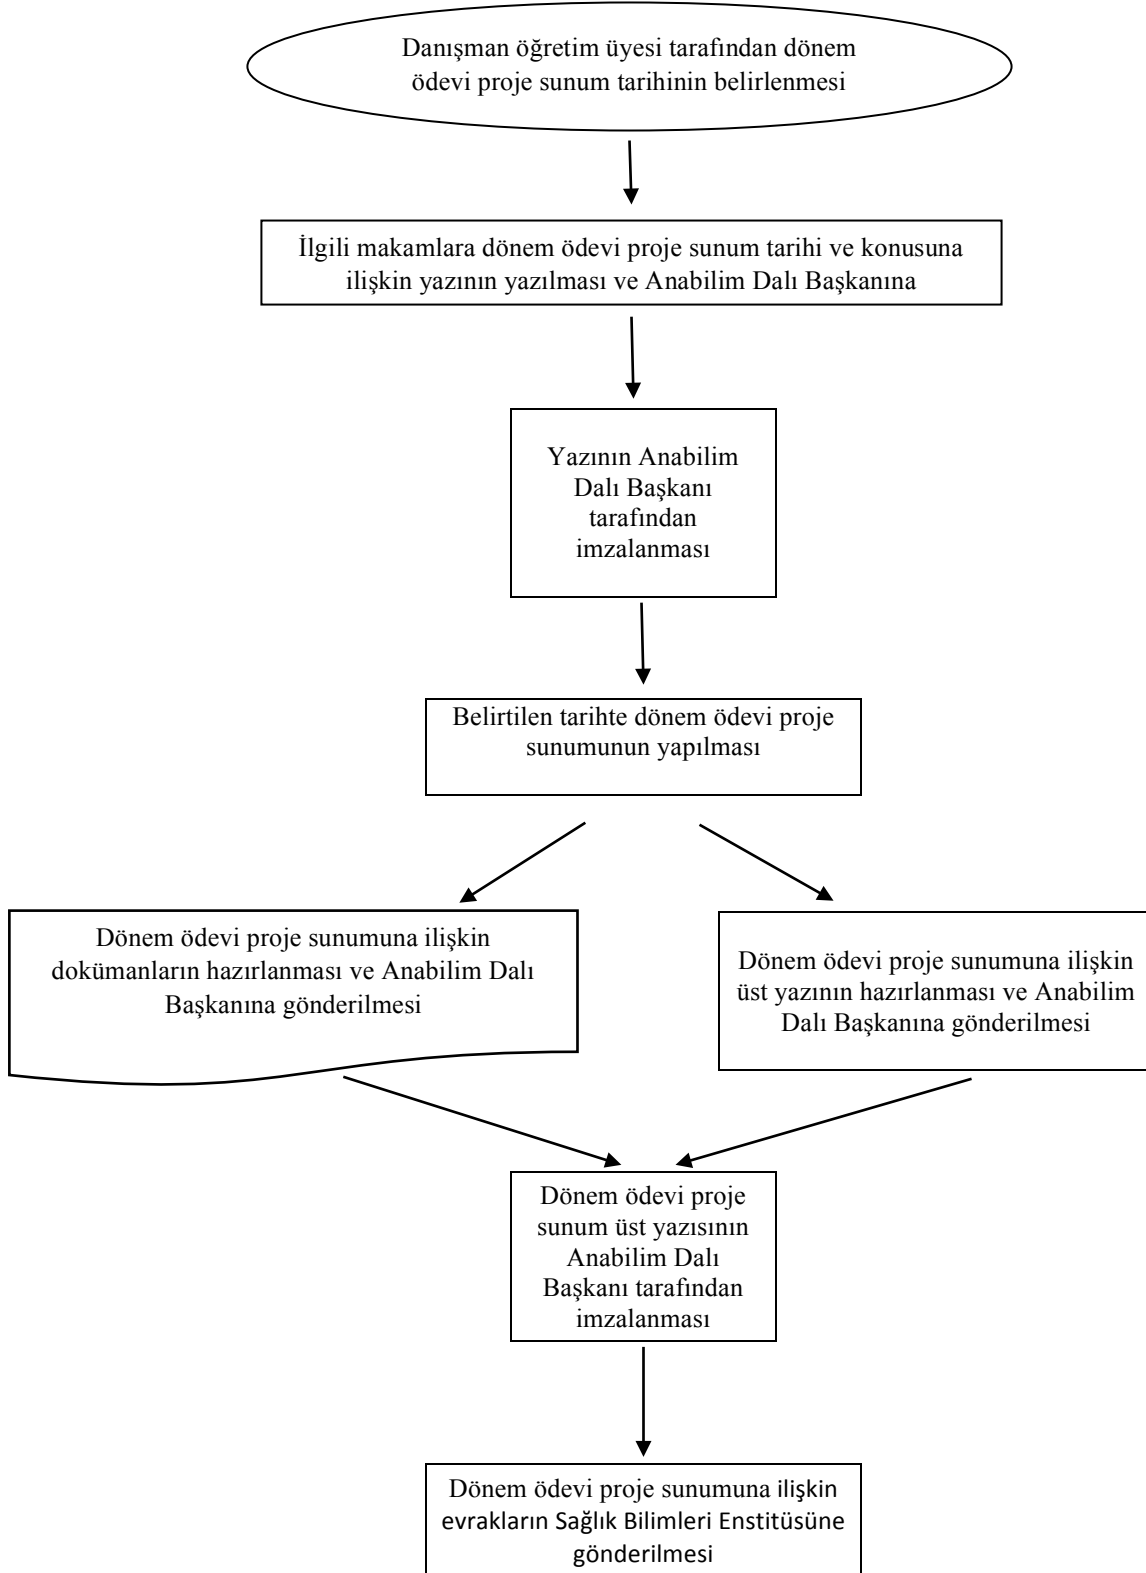 Danışman öğretim üyesi tarafından dönem
ödevi proje sunum tarihinin belirlenmesi
İlgili makamlara dönem ödevi proje sunum tarihi ve konusuna
ilişkin yazının yazılması ve Anabilim Dalı Başkanına
Yazının Anabilim
Dalı Başkanı
tarafından
imzalanması
Belirtilen tarihte dönem ödevi proje
sunumunun yapılması
Dönem ödevi proje sunumuna ilişkin
dokümanların hazırlanması ve Anabilim Dalı
Başkanına gönderilmesi
Dönem ödevi proje sunumuna ilişkin
üst yazının hazırlanması ve Anabilim
Dalı Başkanına gönderilmesi
Dönem ödevi proje
sunum üst yazısının
Anabilim Dalı
Başkanı tarafından
imzalanması
Dönem ödevi proje sunumuna ilişkin
evrakların Sağlık Bilimleri Enstitüsüne
gönderilmesi